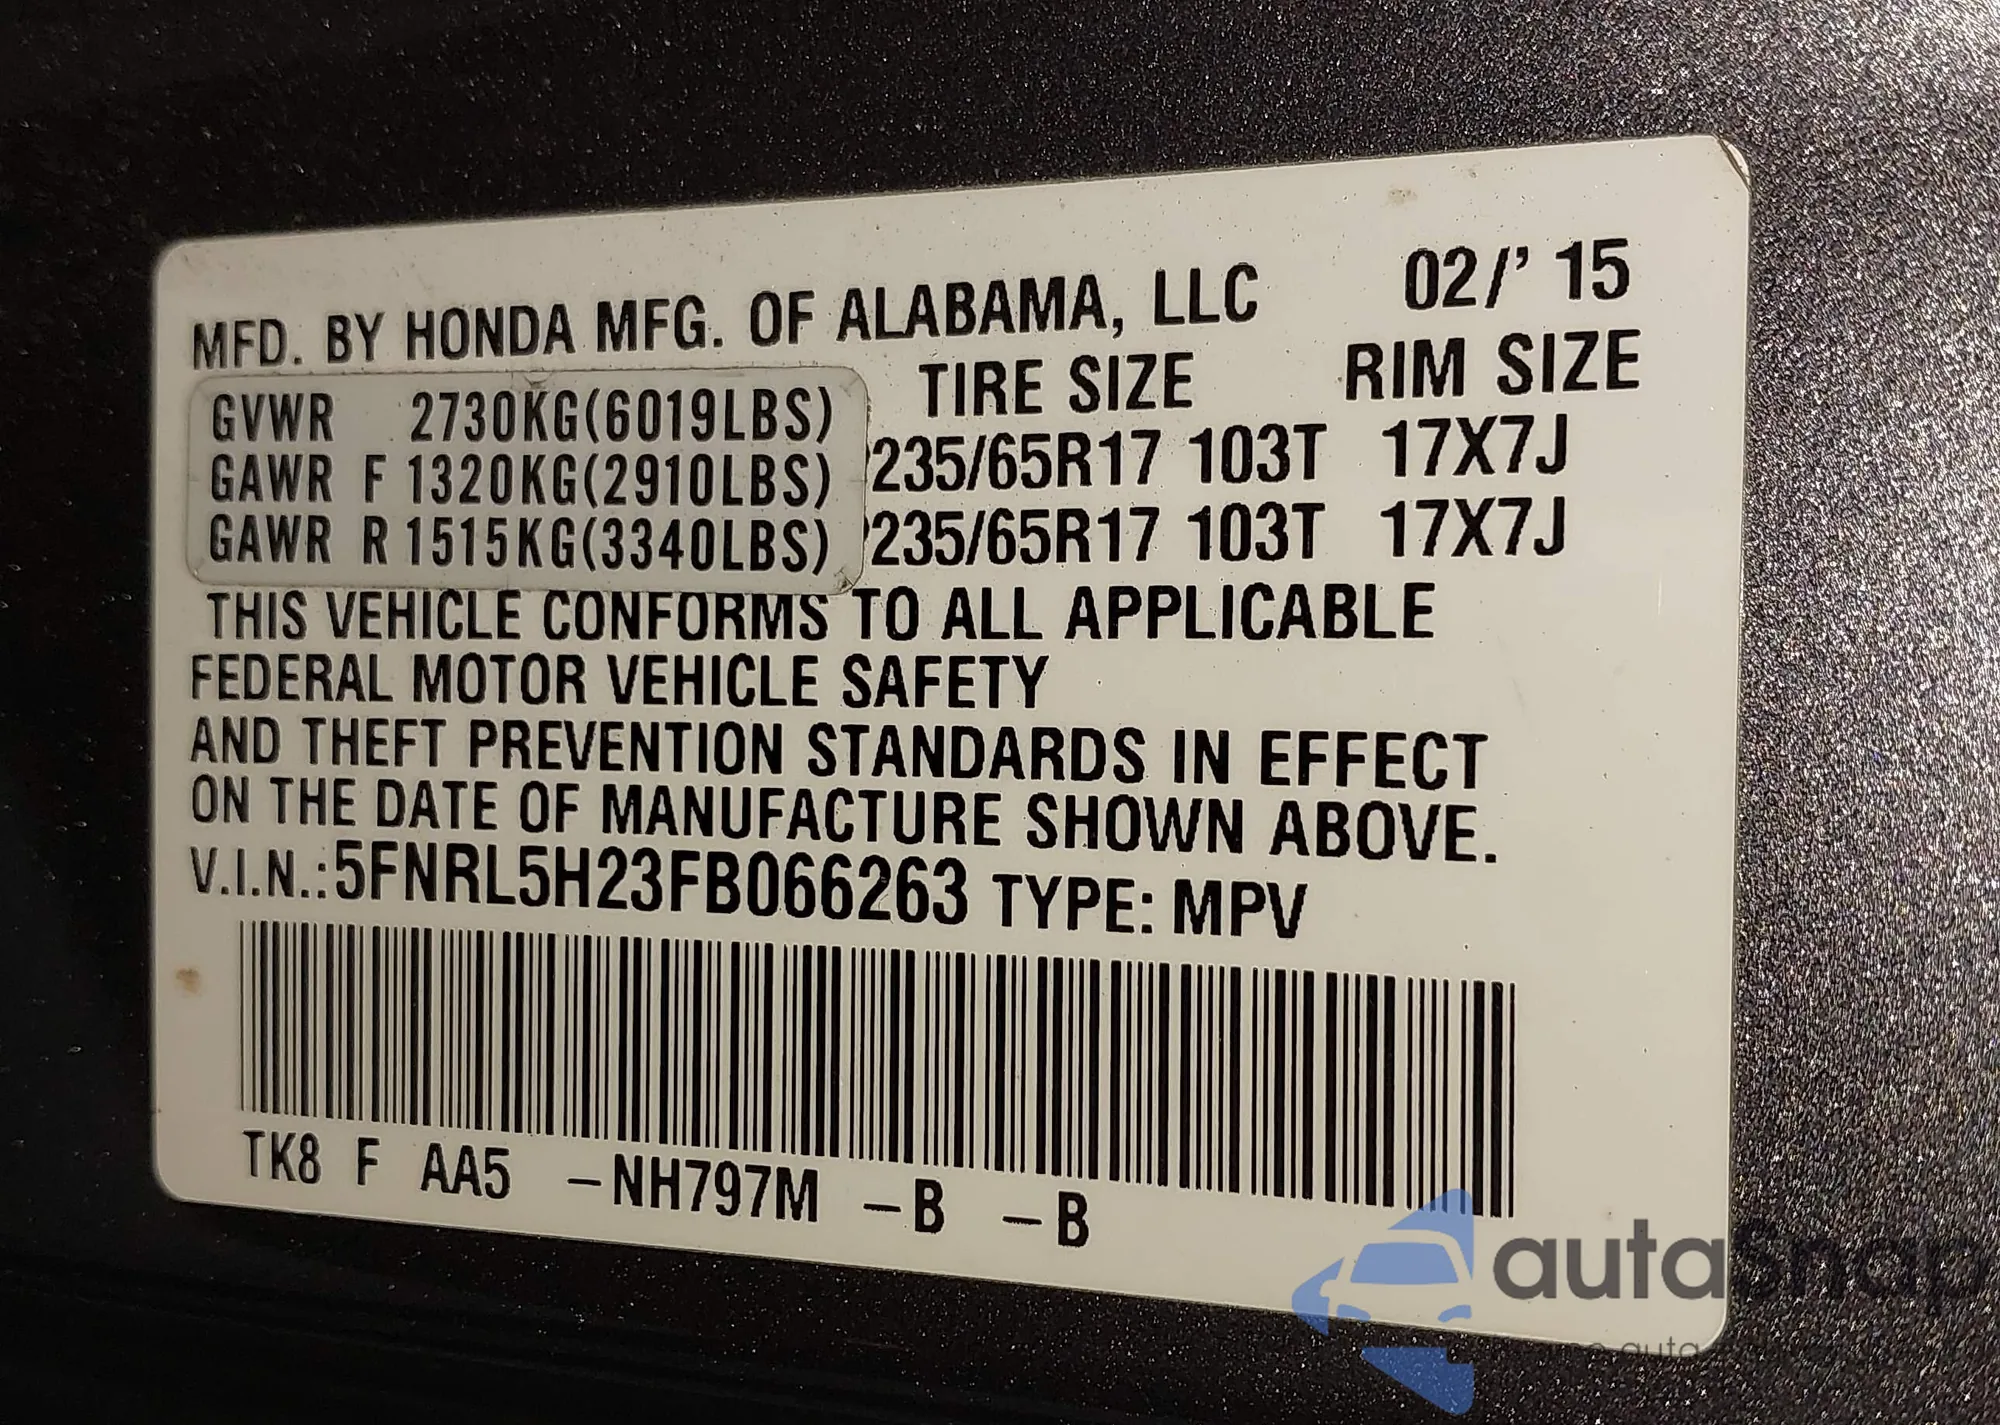 MFD. BY HONDA MFG. OF ALABAMA, LLC 02/' 15
TIRE SIZE RIM SIZE
GVWR 2730KG(6019LBS)
GAWR F 1320KG(2910LBS) 235/65R17 103T 17X7J
GAWR R 1515KG(3340LBS) 235/65R17 103T 17X7J
THIS VEHICLE CONFORMS TO ALL APPLICABLE
FEDERAL MOTOR VEHICLE SAFETY
AND THEFT PREVENTION STANDARDS IN EFFECT
ON THE DATE OF MANUFACTURE SHOWN ABOVE.
V.I.N.:5FNRL5H23FB066263 TYPE: MPV
TK8 F AA5 –NH797M –B –B
autasnap
auta